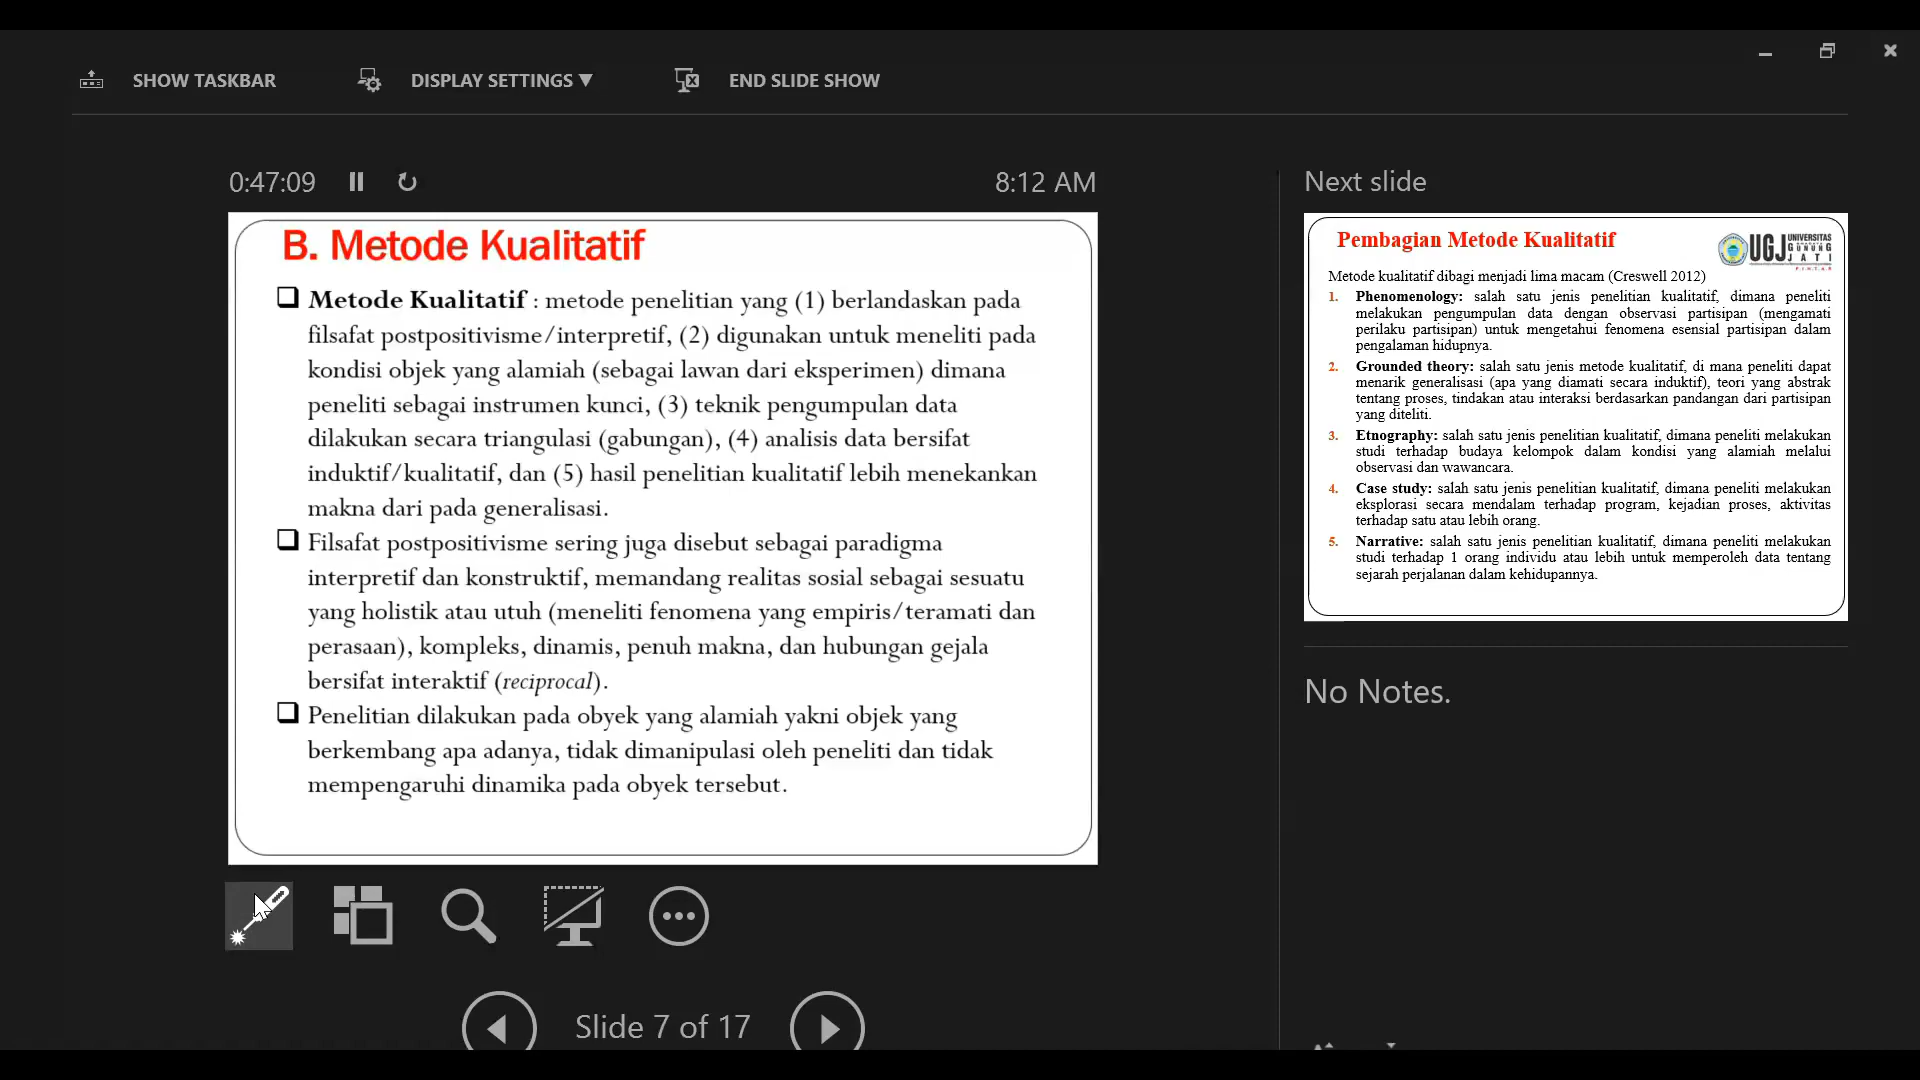 SHOW TASKBAR
DISPLAY SETTINGS ▼
END SLIDE SHOW
0:47:09
8:12 AM
B. Metode Kualitatif
Metode Kualitatif : metode penelitian yang (1) berlandaskan pada
filsafat postpositivisme/interpretif, (2) digunakan untuk meneliti pada
kondisi objek yang alamiah (sebagai lawan dari eksperimen) dimana
peneliti sebagai instrumen kunci, (3) teknik pengumpulan data
dilakukan secara triangulasi (gabungan), (4) analisis data bersifat
induktif/kualitatif, dan (5) hasil penelitian kualitatif lebih menekankan
makna dari pada generalisasi.
Filsafat postpositivisme sering juga disebut sebagai paradigma
interpretif dan konstruktif, memandang realitas sosial sebagai sesuatu
yang holistik atau utuh (meneliti fenomena yang empiris/teramati dan
perasaan), kompleks, dinamis, penuh makna, dan hubungan gejala
bersifat interaktif (reciprocal).
Penelitian dilakukan pada obyek yang alamiah yakni objek yang
berkembang apa adanya, tidak dimanipulasi oleh peneliti dan tidak
mempengaruhi dinamika pada obyek tersebut.
Slide 7 of 17
Next slide
Pembagian Metode Kualitatif
UGJ UNIVERSITAS
GUNUNG
JATI
Metode kualitatif dibagi menjadi lima macam (Creswell 2012)
1. Phenomenology: salah satu jenis penelitian kualitatif, dimana peneliti
melakukan pengumpulan data dengan observasi partisipan (mengamati
perilaku partisipan) untuk mengetahui fenomena esensial partisipan dalam
pengalaman hidupnya.
2. Grounded theory: salah satu jenis metode kualitatif, di mana peneliti dapat
menarik generalisasi (apa yang diamati secara induktif), teori yang abstrak
tentang proses, tindakan atau interaksi berdasarkan pandangan dari partisipan
yang diteliti.
3. Etnography: salah satu jenis penelitian kualitatif, dimana peneliti melakukan
studi terhadap budaya kelompok dalam kondisi yang alamiah melalui
observasi dan wawancara.
4. Case study: salah satu jenis penelitian kualitatif, dimana peneliti melakukan
eksplorasi secara mendalam terhadap program, kejadian proses, aktivitas
terhadap satu atau lebih orang.
5. Narrative: salah satu jenis penelitian kualitatif, dimana peneliti melakukan
studi terhadap 1 orang individu atau lebih untuk memperoleh data tentang
sejarah perjalanan dalam kehidupannya.
No Notes.